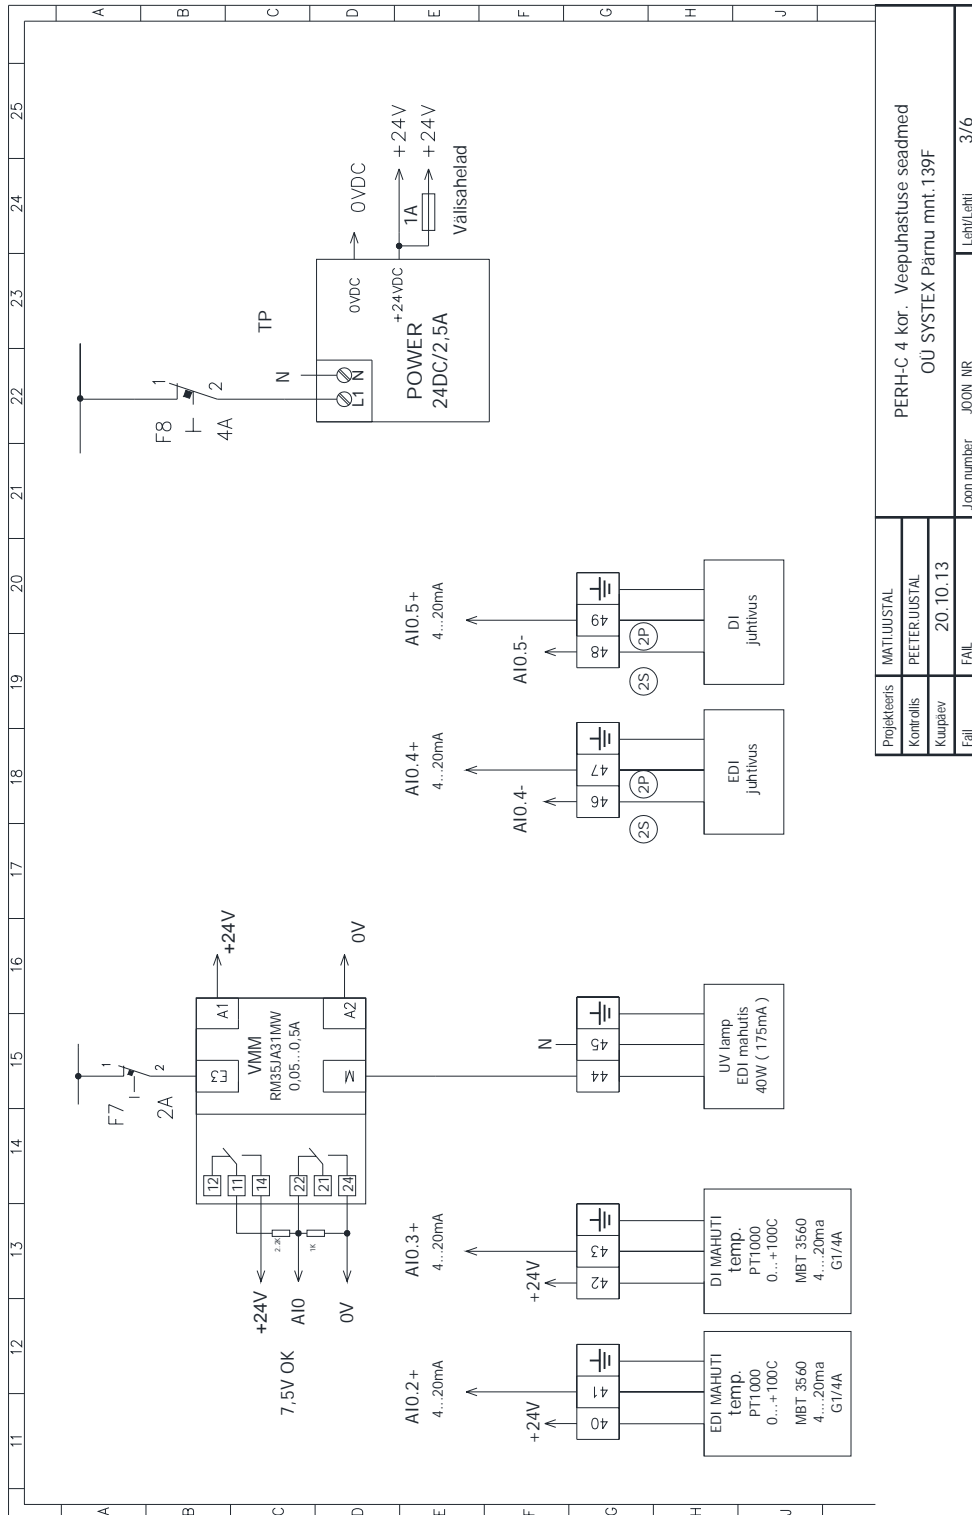 A B C D E F G H J
25
24
23
22
21
20
19
18
17
16
15
14
13
12
11
A B C D E F G H J
F8
1
2
4A
N
TP
L1 N
POWER
24DC/2,5A
0VDC
+24VDC
0VDC
1A
+24V
+24V
Välisahelad
AI0.5+
4...20mA
AI0.5-
48 49
2S 2P
DI
juhtivus
AI0.4+
4...20mA
AI0.4-
46 47
2S 2P
EDI
juhtivus
F7
1
2
2A
E3 A1
+24V
VMM
RM35JA31MW
0,05...0,5A
M A2
0V
12
11
14
22
21
24
2.2K
1K
+24V
AI0
0V
7,5V OK
N
44 45
UV lamp
EDI mahutis
40W ( 175mA )
AI0.3+
4...20mA
+24V
42 43
DI MAHUTI
temp.
PT1000
0...+100C
MBT 3560
4....20ma
G1/4A
AI0.2+
4...20mA
+24V
40 41
EDI MAHUTI
temp.
PT1000
0...+100C
MBT 3560
4....20ma
G1/4A
Projekteeris MATI.UUSTAL
Kontrollis PEETER.UUSTAL
Kuupäev 20.10.13
Fail FAIL
PERH-C 4 kor. Veepuhastuse seadmed
OÜ SYSTEX Pärnu mnt.139F
Joon number JOON_NR
Leht/Lehti 3/6